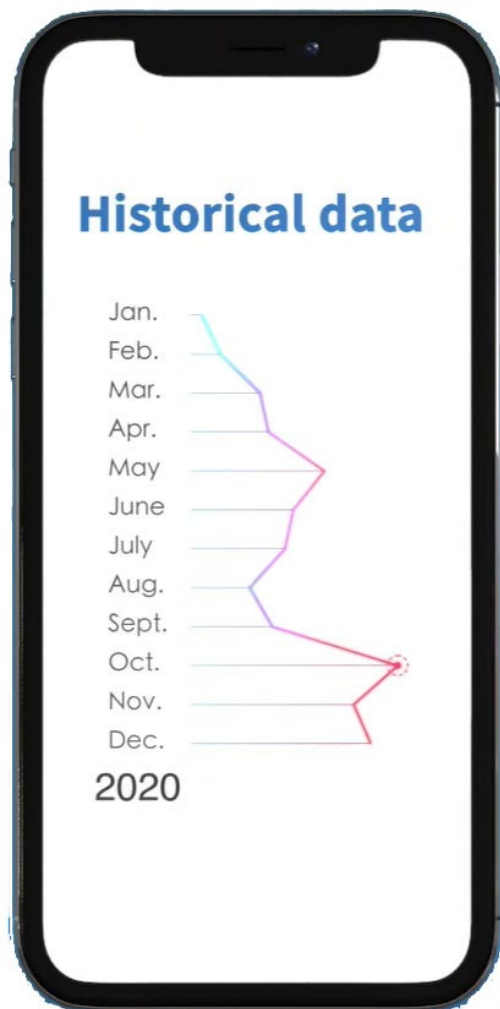 Historical data
Jan.
Feb.
Mar.
Apr.
May
June
July
Aug.
Sept.
Oct.
Nov.
Dec.
2020